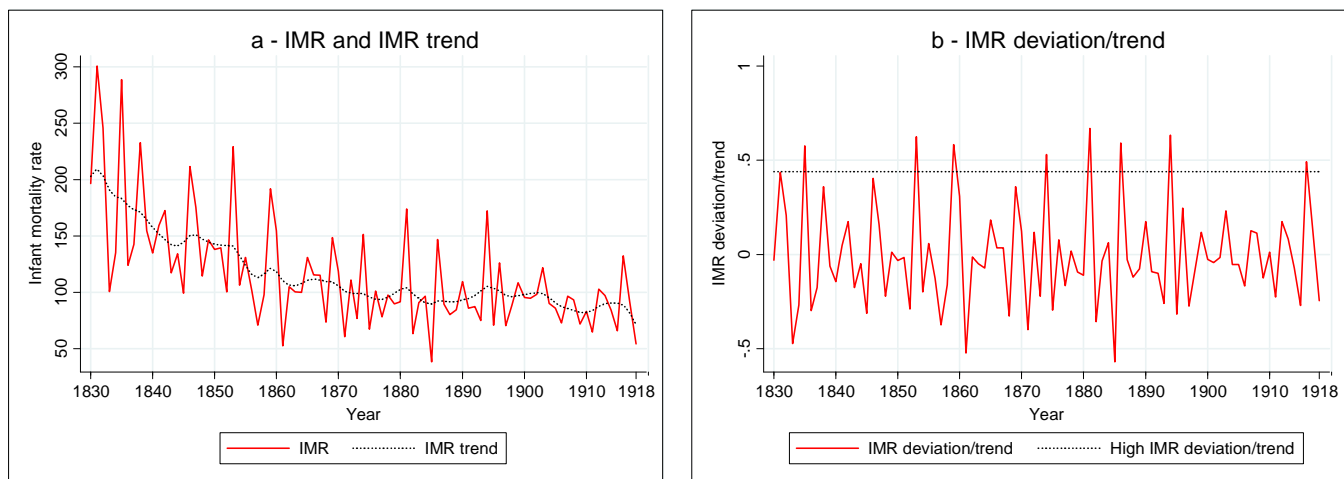 a - IMR and IMR trend
Infant mortality rate
300
250
200
150
100
50
1830 1840 1850 1860 1870 1880 1890 1900 1910 1918
Year
IMR IMR trend
b - IMR deviation/trend
IMR deviation/trend
1
.5
0
-.5
1830 1840 1850 1860 1870 1880 1890 1900 1910 1918
Year
IMR deviation/trend High IMR deviation/trend